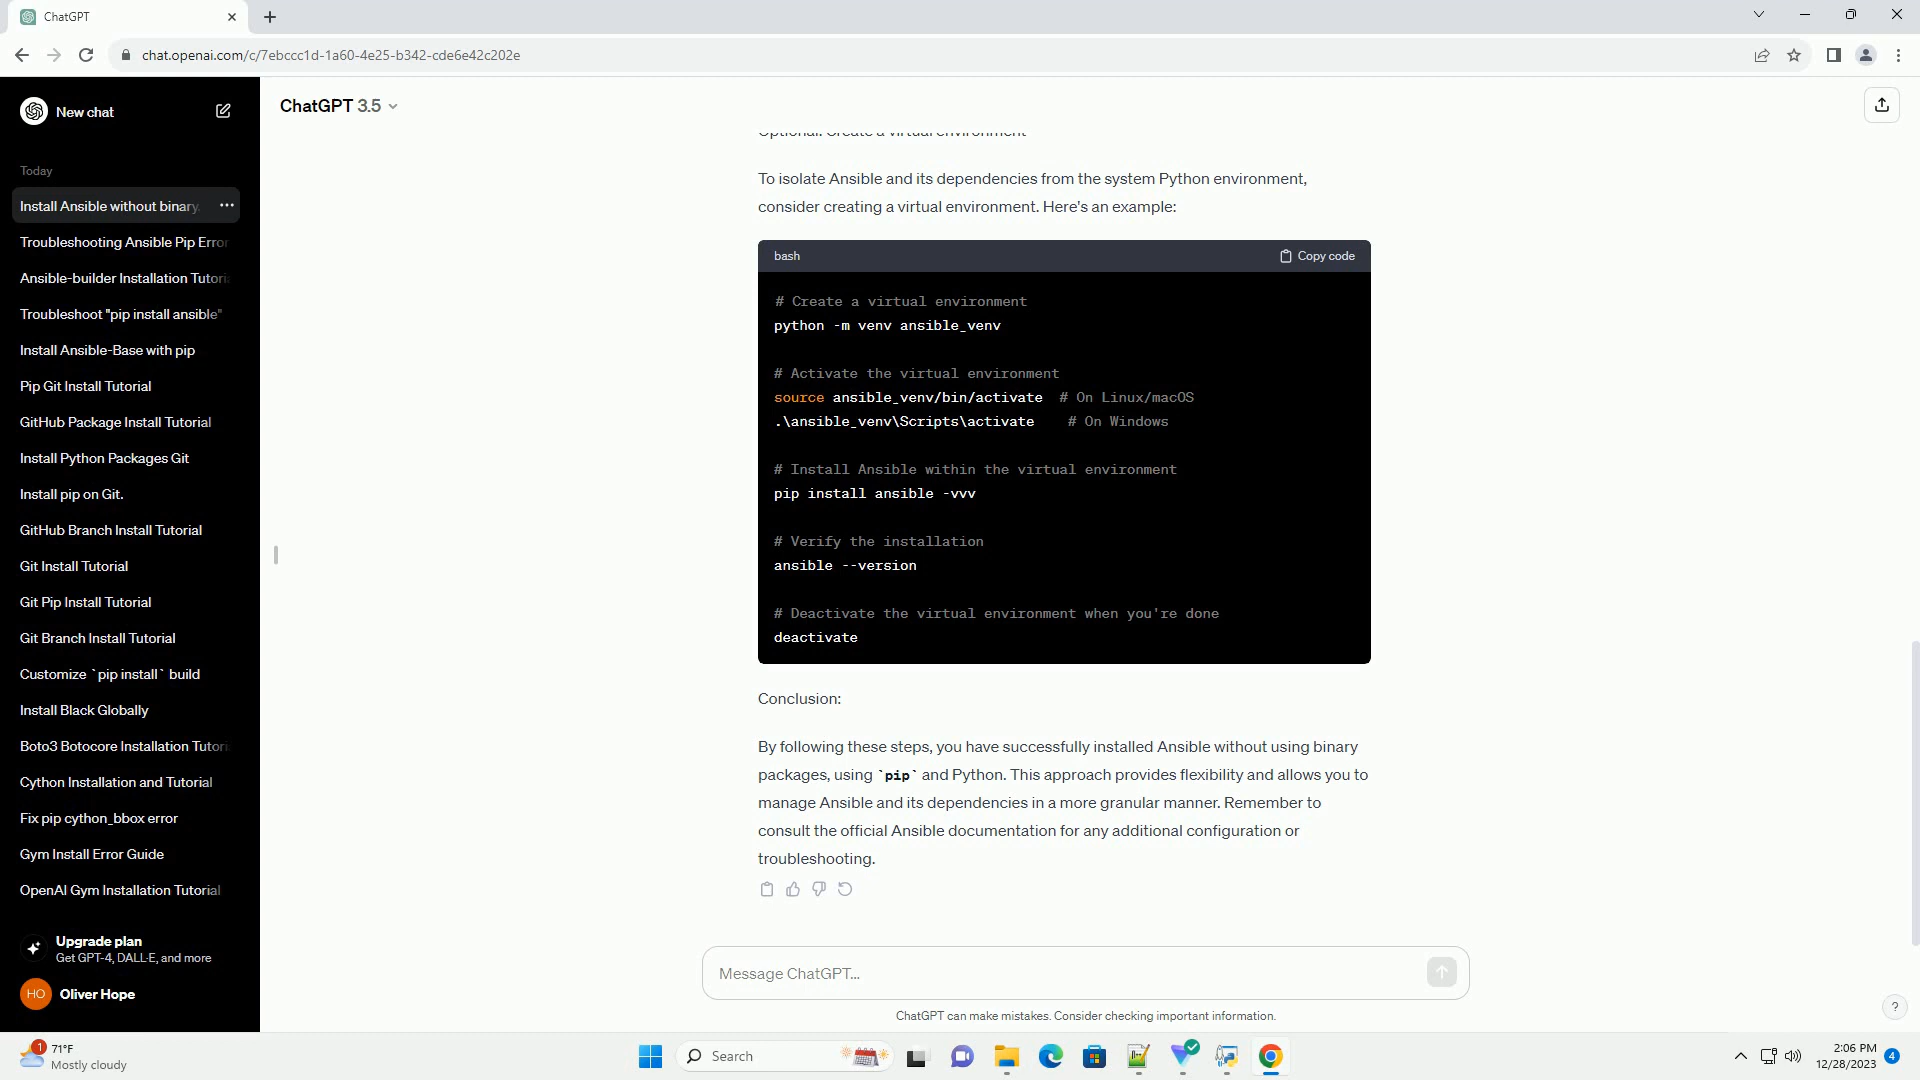 ChatGPT
chat.openai.com/c/7ebccc1d-1a60-4e25-b342-cde6e42c202e
New chat
ChatGPT 3.5
Today
Install Ansible without binary.
Troubleshooting Ansible Pip Error
Ansible-builder Installation Tutori
Troubleshoot "pip install ansible"
Install Ansible-Base with pip
Pip Git Install Tutorial
GitHub Package Install Tutorial
Install Python Packages Git
Install pip on Git.
GitHub Branch Install Tutorial
Git Install Tutorial
Git Pip Install Tutorial
Git Branch Install Tutorial
Customize `pip install` build
Install Black Globally
Boto3 Botocore Installation Tutori
Cython Installation and Tutorial
Fix pip cython_bbox error
Gym Install Error Guide
OpenAI Gym Installation Tutorial
Upgrade plan
Get GPT-4, DALL·E, and more
HO
Oliver Hope
Optional: Create a virtual environment
To isolate Ansible and its dependencies from the system Python environment,
consider creating a virtual environment. Here's an example:
bash
Copy code
# Create a virtual environment
python -m venv ansible_venv
# Activate the virtual environment
source ansible_venv/bin/activate  # On Linux/macOS
.\ansible_venv\Scripts\activate    # On Windows
# Install Ansible within the virtual environment
pip install ansible -vvv
# Verify the installation
ansible --version
# Deactivate the virtual environment when you're done
deactivate
Conclusion:
By following these steps, you have successfully installed Ansible without using binary
packages, using `pip` and Python. This approach provides flexibility and allows you to
manage Ansible and its dependencies in a more granular manner. Remember to
consult the official Ansible documentation for any additional configuration or
troubleshooting.
Message ChatGPT...
ChatGPT can make mistakes. Consider checking important information.
?
1
71°F
Mostly cloudy
Search
2:06 PM
12/28/2023
4